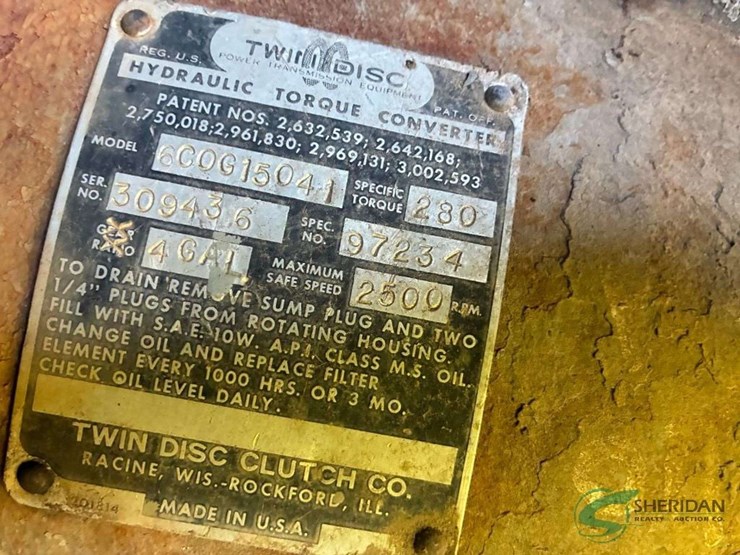 REG. U.S.
TWIN DISC
POWER TRANSMISSION EQUIPMENT
PAT. OFF.
HYDRAULIC TORQUE CONVERTER
PATENT NOS. 2,632,539; 2,642,168;
2,750,018;2,961,830; 2,969,131; 3,002,593
MODEL 6COG15041 SPECIFIC TORQUE 280
SER. NO. 309436 SPEC. NO. 97234
GEAR RATIO 4 GAL MAXIMUM SAFE SPEED 2500 R.P.M.
TO DRAIN REMOVE SUMP PLUG AND TWO
1/4" PLUGS FROM ROTATING HOUSING.
FILL WITH S.A.E. 10W. A.P.I. CLASS M.S. OIL.
CHANGE OIL AND REPLACE FILTER
ELEMENT EVERY 1000 HRS. OR 3 MO.
CHECK OIL LEVEL DAILY.
TWIN DISC CLUTCH CO.
RACINE, WIS.-ROCKFORD, ILL.
MADE IN U.S.A.
SHERIDAN
REALTY AUCTION CO.